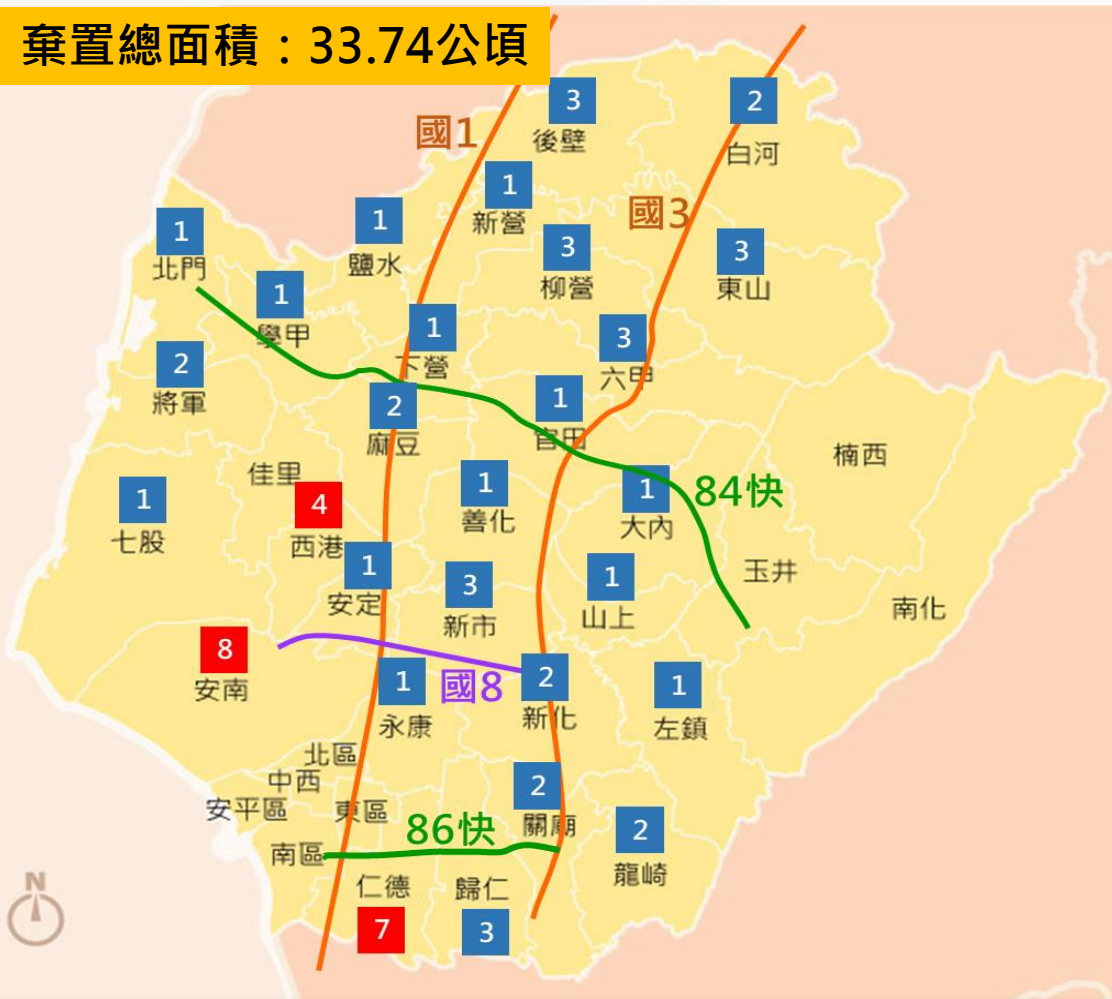 棄置總面積：33.74公頃
國1
3
後壁
2
白河
1
新營
國3
1
北門
1
鹽水
3
柳營
3
東山
1
學甲
1
下營
3
六甲
2
將軍
2
麻豆
1
官田
楠西
佳里
4
西港
1
七股
1
善化
1
大內
84快
1
安定
3
新市
1
山上
玉井
南化
8
安南
1
永康
國8
2
新化
1
左鎮
北區
中西
安平區
東區
南區
86快
2
關廟
2
龍崎
仁德
7
歸仁
3
N